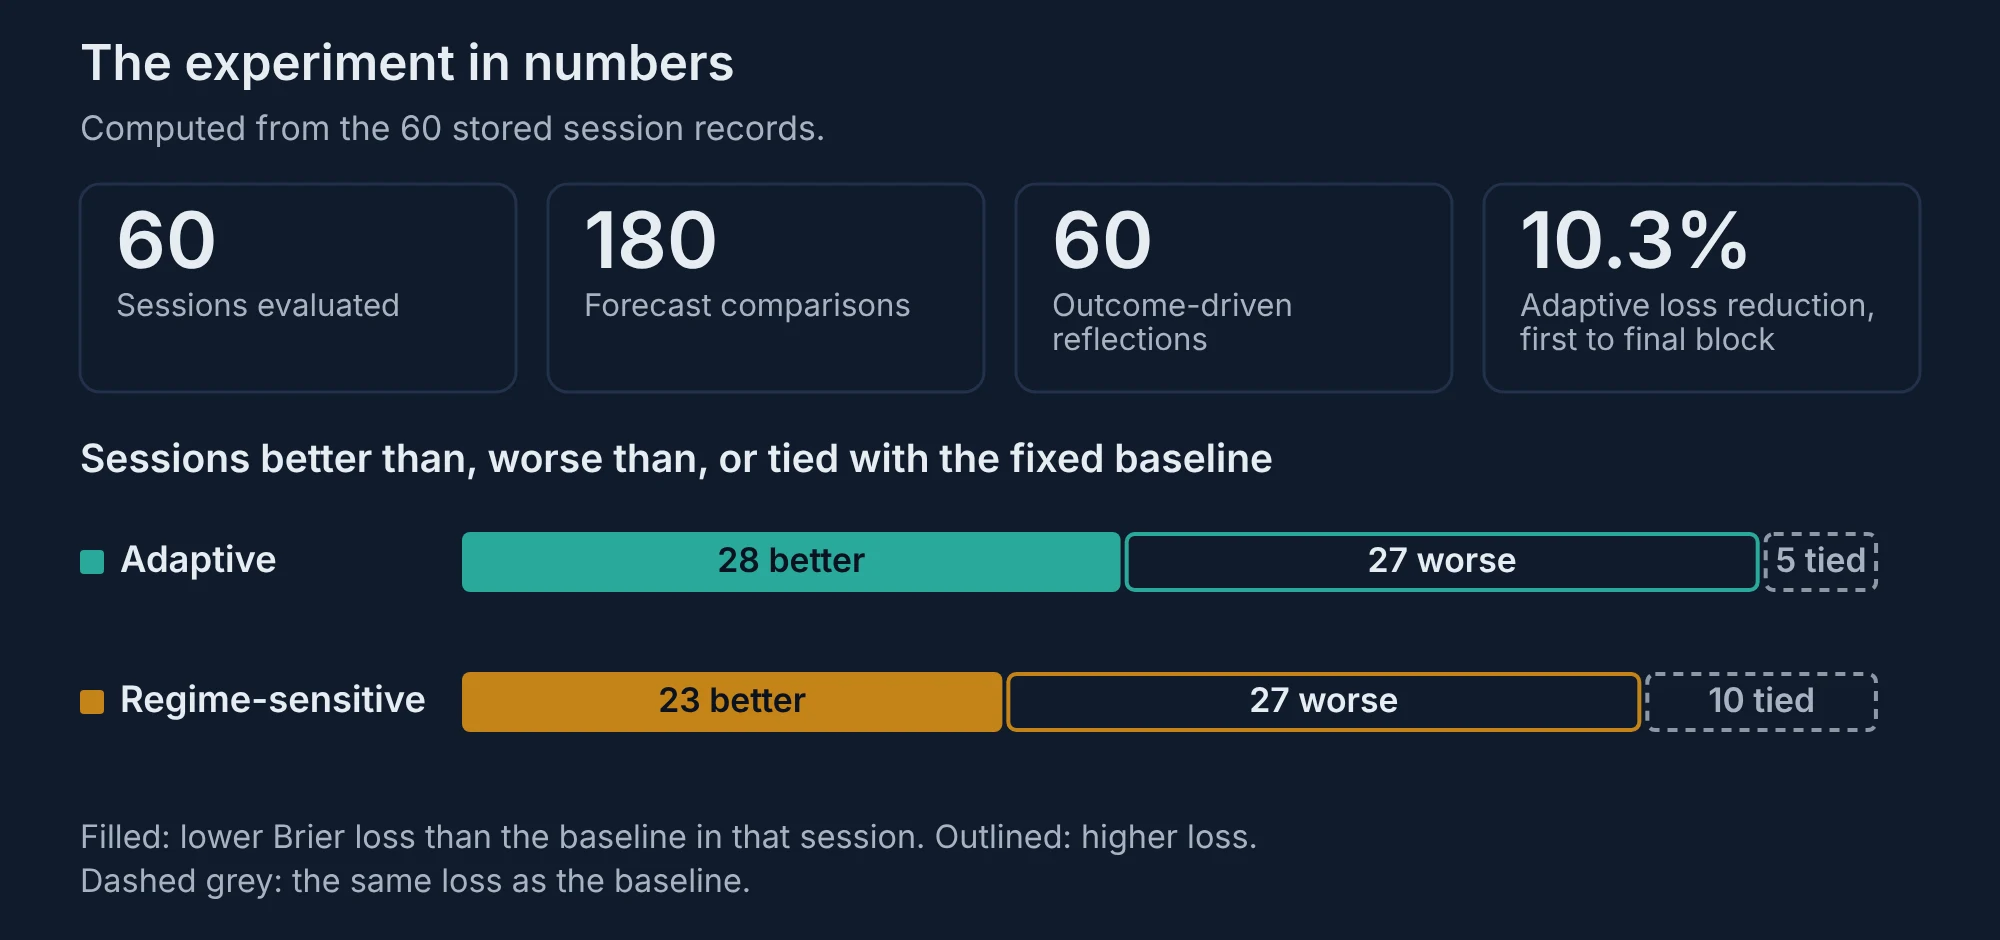 The experiment in numbers
Computed from the 60 stored session records.
60
Sessions evaluated
180
Forecast comparisons
60
Outcome-driven
reflections
10.3%
Adaptive loss reduction,
first to final block
Sessions better than, worse than, or tied with the fixed baseline
Adaptive
28 better
27 worse
5 tied
Regime-sensitive
23 better
27 worse
10 tied
Filled: lower Brier loss than the baseline in that session. Outlined: higher loss.
Dashed grey: the same loss as the baseline.